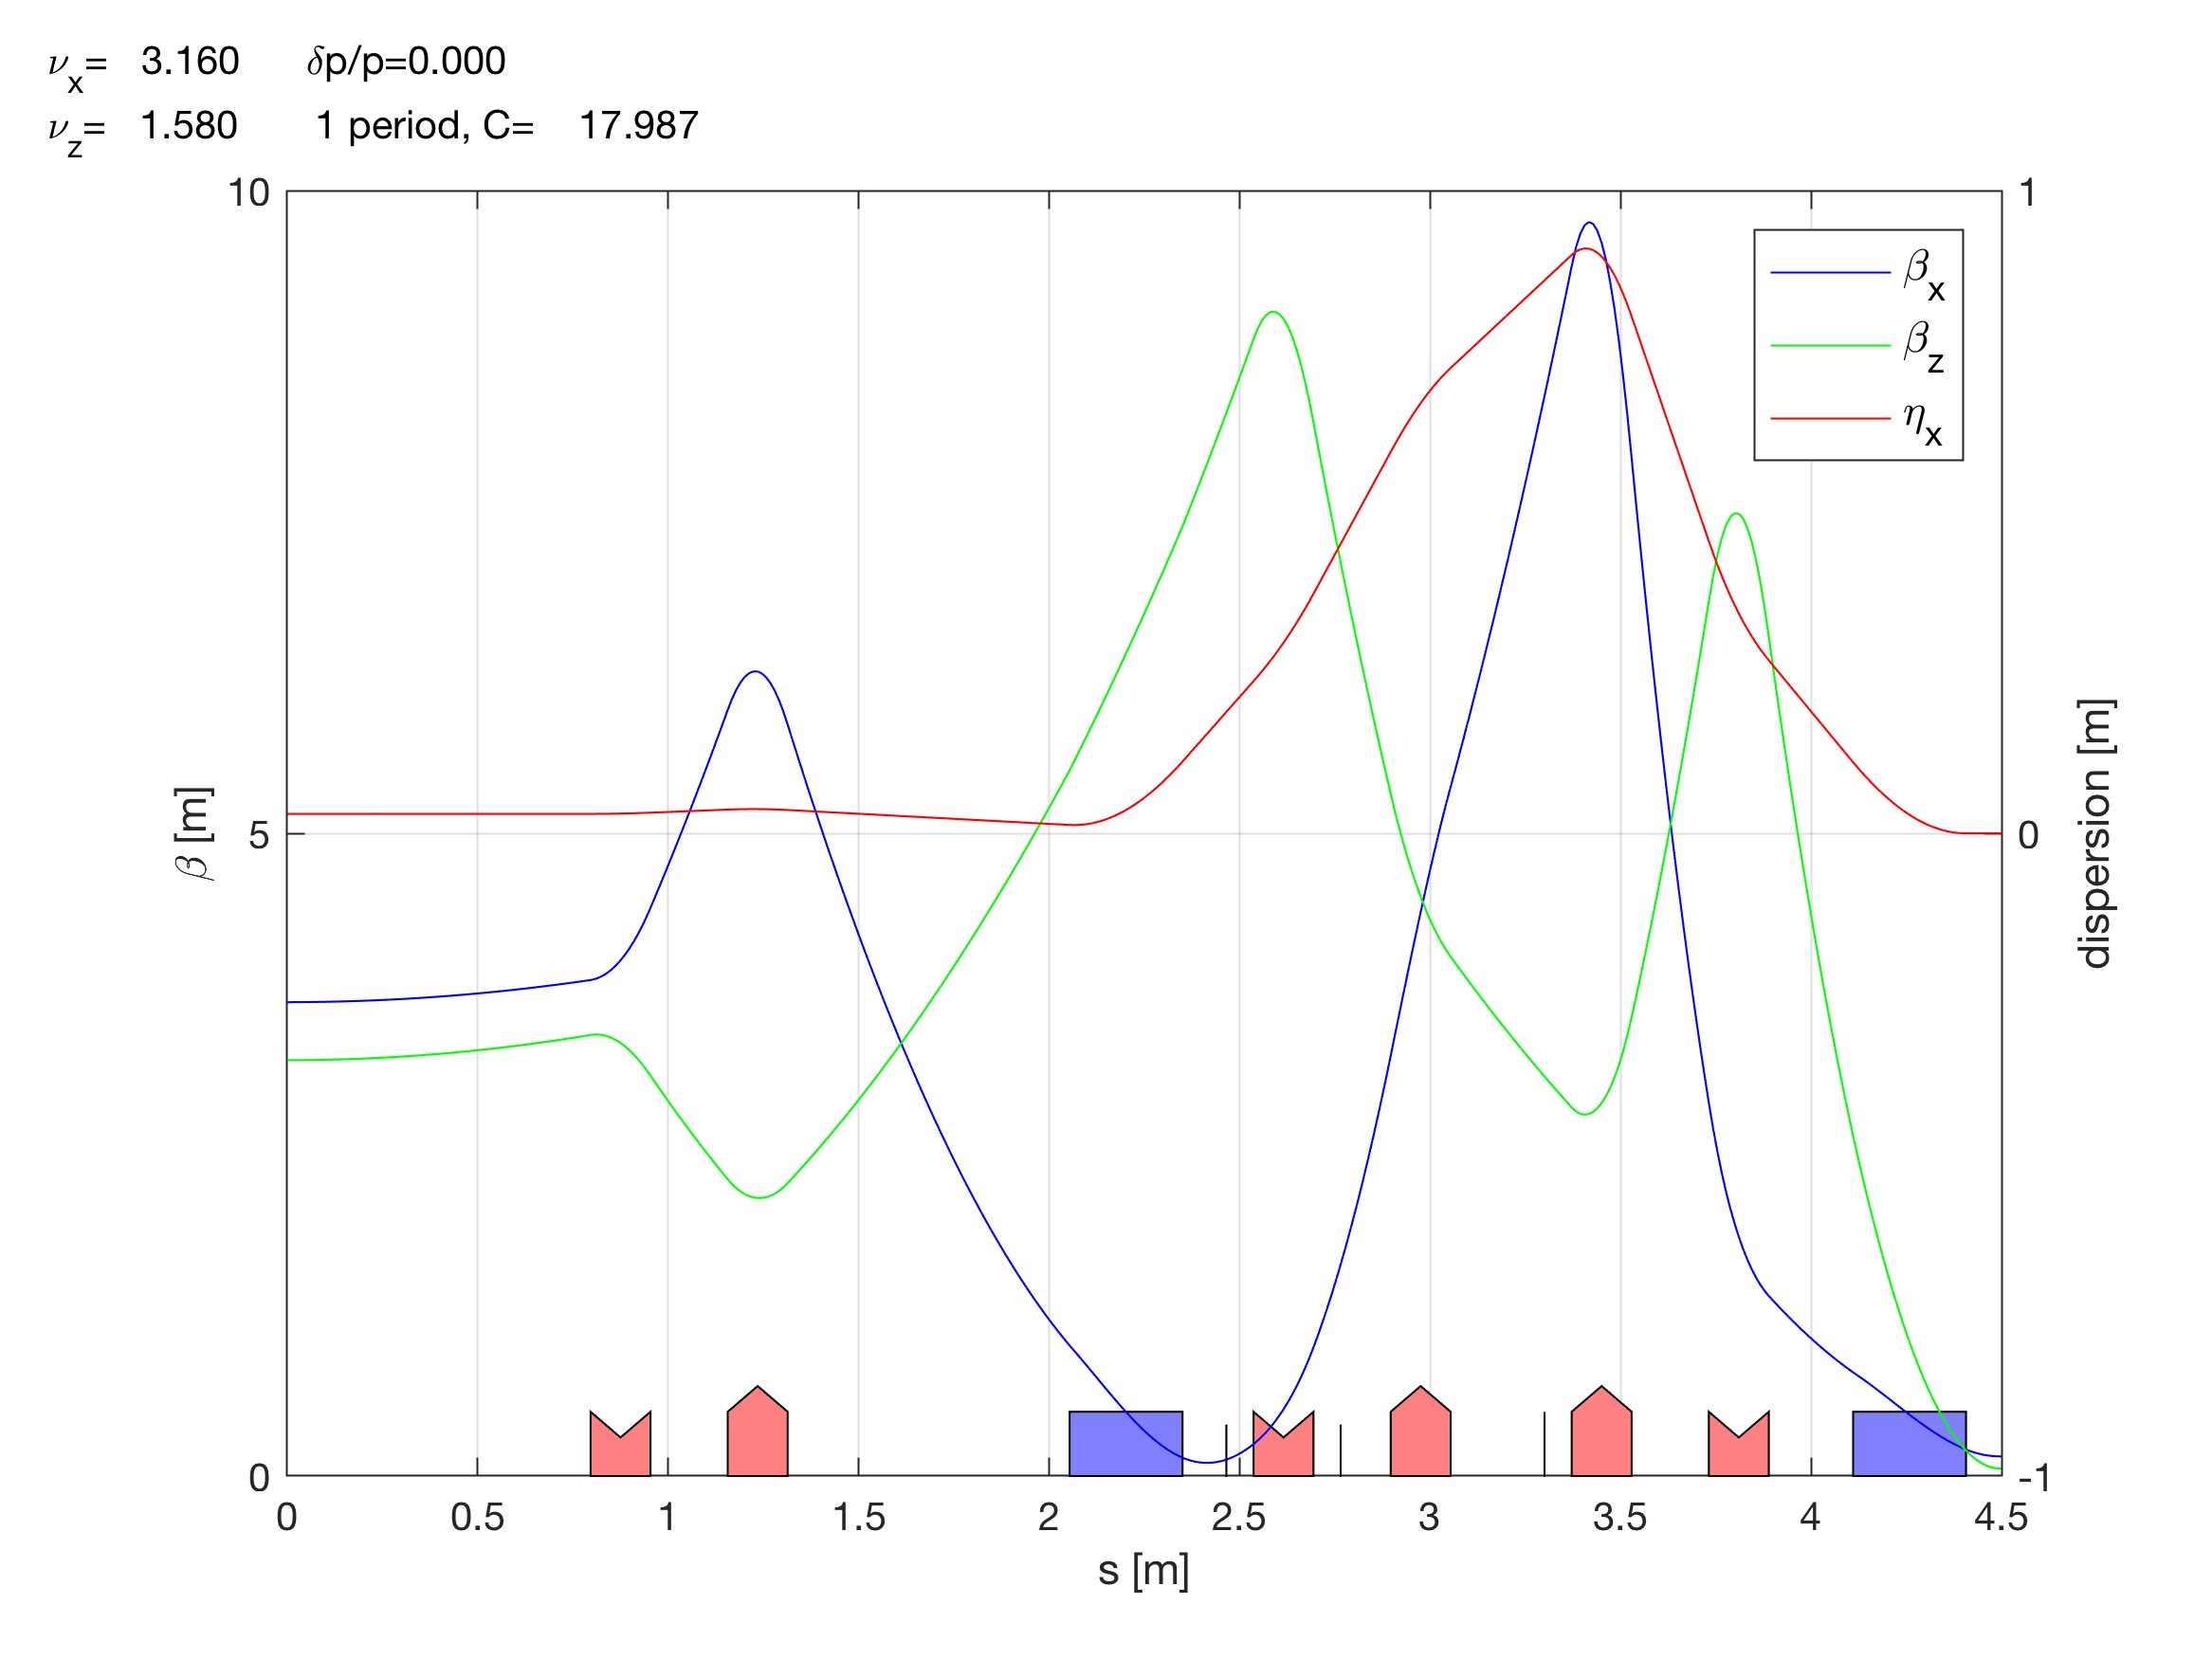 νx= 3.160 δp/p=0.000
νz= 1.580 1 period, C= 17.987
10
5
0
β [m]
1
0
-1
dispersion [m]
βx
βz
ηx
0 0.5 1 1.5 2 2.5 3 3.5 4 4.5
s [m]